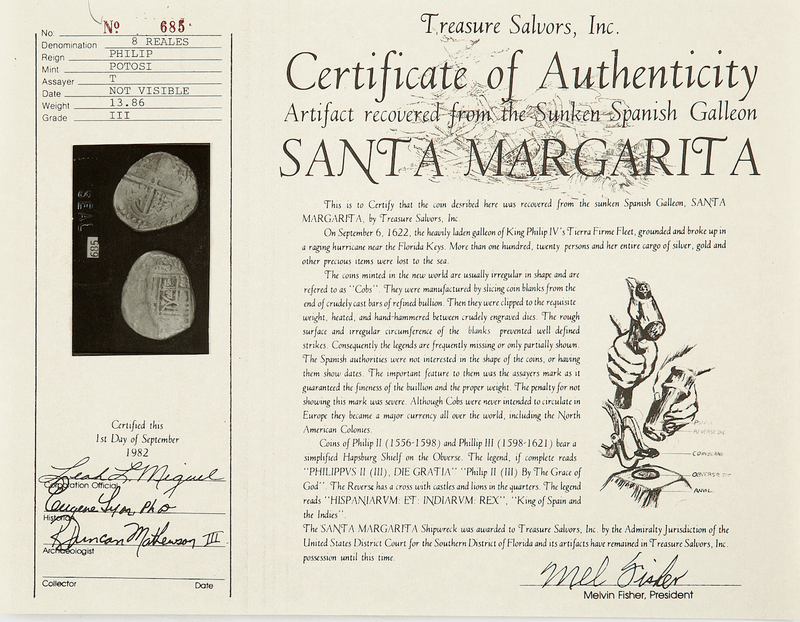 No: Nº 685
Denomination 8 REALES
Reign PHILIP
Mint POTOSI
Assayer T
Date NOT VISIBLE
Weight 13.86
Grade III
SEAL
685
Certified this
1st Day of September
1982
Leah L. Miguel
Corporation Official
Eugene Lyon, PhD
Historian
R Duncan Mathewson III
Archaeologist
Collector Date
Treasure Salvors, Inc.
Certificate of Authenticity
Artifact recovered from the Sunken Spanish Galleon
SANTA MARGARITA
This is to Certify that the coin desribed here was recovered from the sunken Spanish Galleon, SANTA
MARGARITA, by Treasure Salvors, Inc.
On September 6, 1622, the heavily laden galleon of King Philip IV's Tierra Firme Fleet, grounded and broke up in
a raging hurricane near the Florida Keys. More than one hundred, twenty persons and her entire cargo of silver, gold and
other precious items were lost to the sea.
The coins minted in the new world are usually irregular in shape and are
refered to as "Cobs". They were manufactured by slicing coin blanks from the
end of crudely cast bars of refined bullion. Then they were clipped to the requisite
weight, heated, and hand-hammered between crudely engraved dies. The rough
surface and irregular circumference of the blanks prevented well defined
strikes. Consequently the legends are frequently missing or only partially shown.
The Spanish authorities were not interested in the shape of the coins, or having
them show dates. The important feature to them was the assayers mark as it
guaranteed the fineness of the buillion and the proper weight. The penalty for not
showing this mark was severe. Although Cobs were never intended to circulate in
Europe they became a major currency all over the world, including the North
American Colonies.
Coins of Philip II (1556-1598) and Phillip III (1598-1621) bear a
simplified Hapsburg Shielf on the Obverse. The legend, if complete reads
"PHILIPPVS II (III), DIE GRATIA" "Philip II (III) By The Grace of
God". The Reverse has a cross with castles and lions in the quarters. The legend
reads "HISPANIARVM: ET: INDIARVM: REX", "King of Spain and
the Indies".
The SANTA MARGARITA Shipwreck was awarded to Treasure Salvors, Inc. by the Admiralty Jurisdiction of the
United States District Court for the Southern District of Florida and its artifacts have remained in Treasure Salvors, Inc.
possession until this time.
REVERSE DIE
COIN BLANK
OBVERSE DIE
ANVIL
Mel Fisher
Melvin Fisher, President